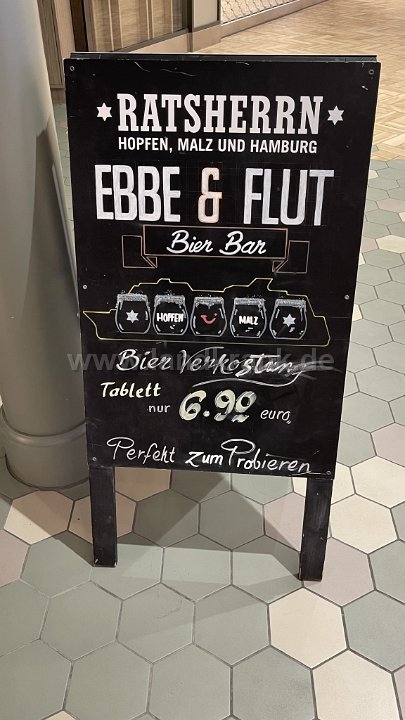 RATSHERRN
HOPFEN, MALZ UND HAMBURG
EBBE & FLUT
Bier Bar
HOPFEN MALZ
Bier Verkostung
Tablett
nur 6.90 euro
Perfekt zum Probieren